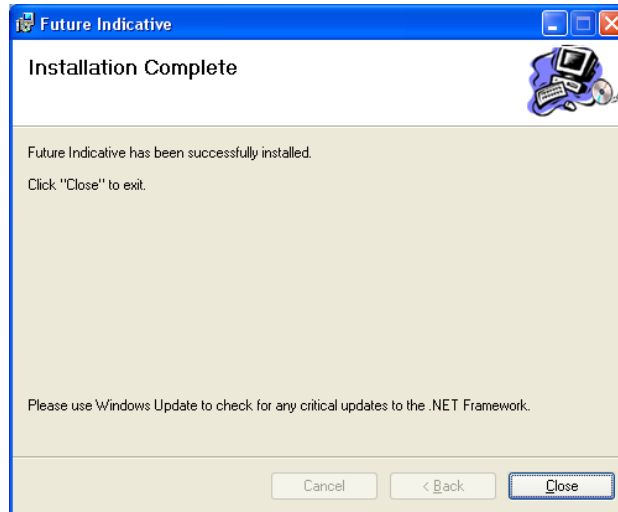 Future Indicative
Installation Complete
Future Indicative has been successfully installed.
Click "Close" to exit.
Please use Windows Update to check for any critical updates to the .NET Framework.
Cancel
< Back
Close